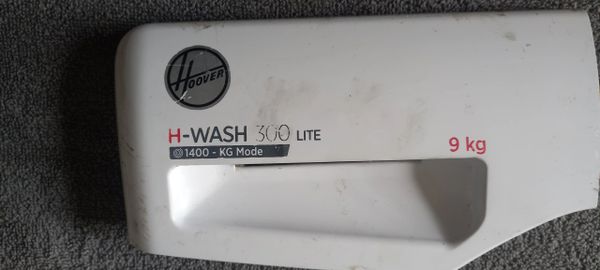 HOOVER
H-WASH 300 LITE
1400 - KG Mode
9 kg